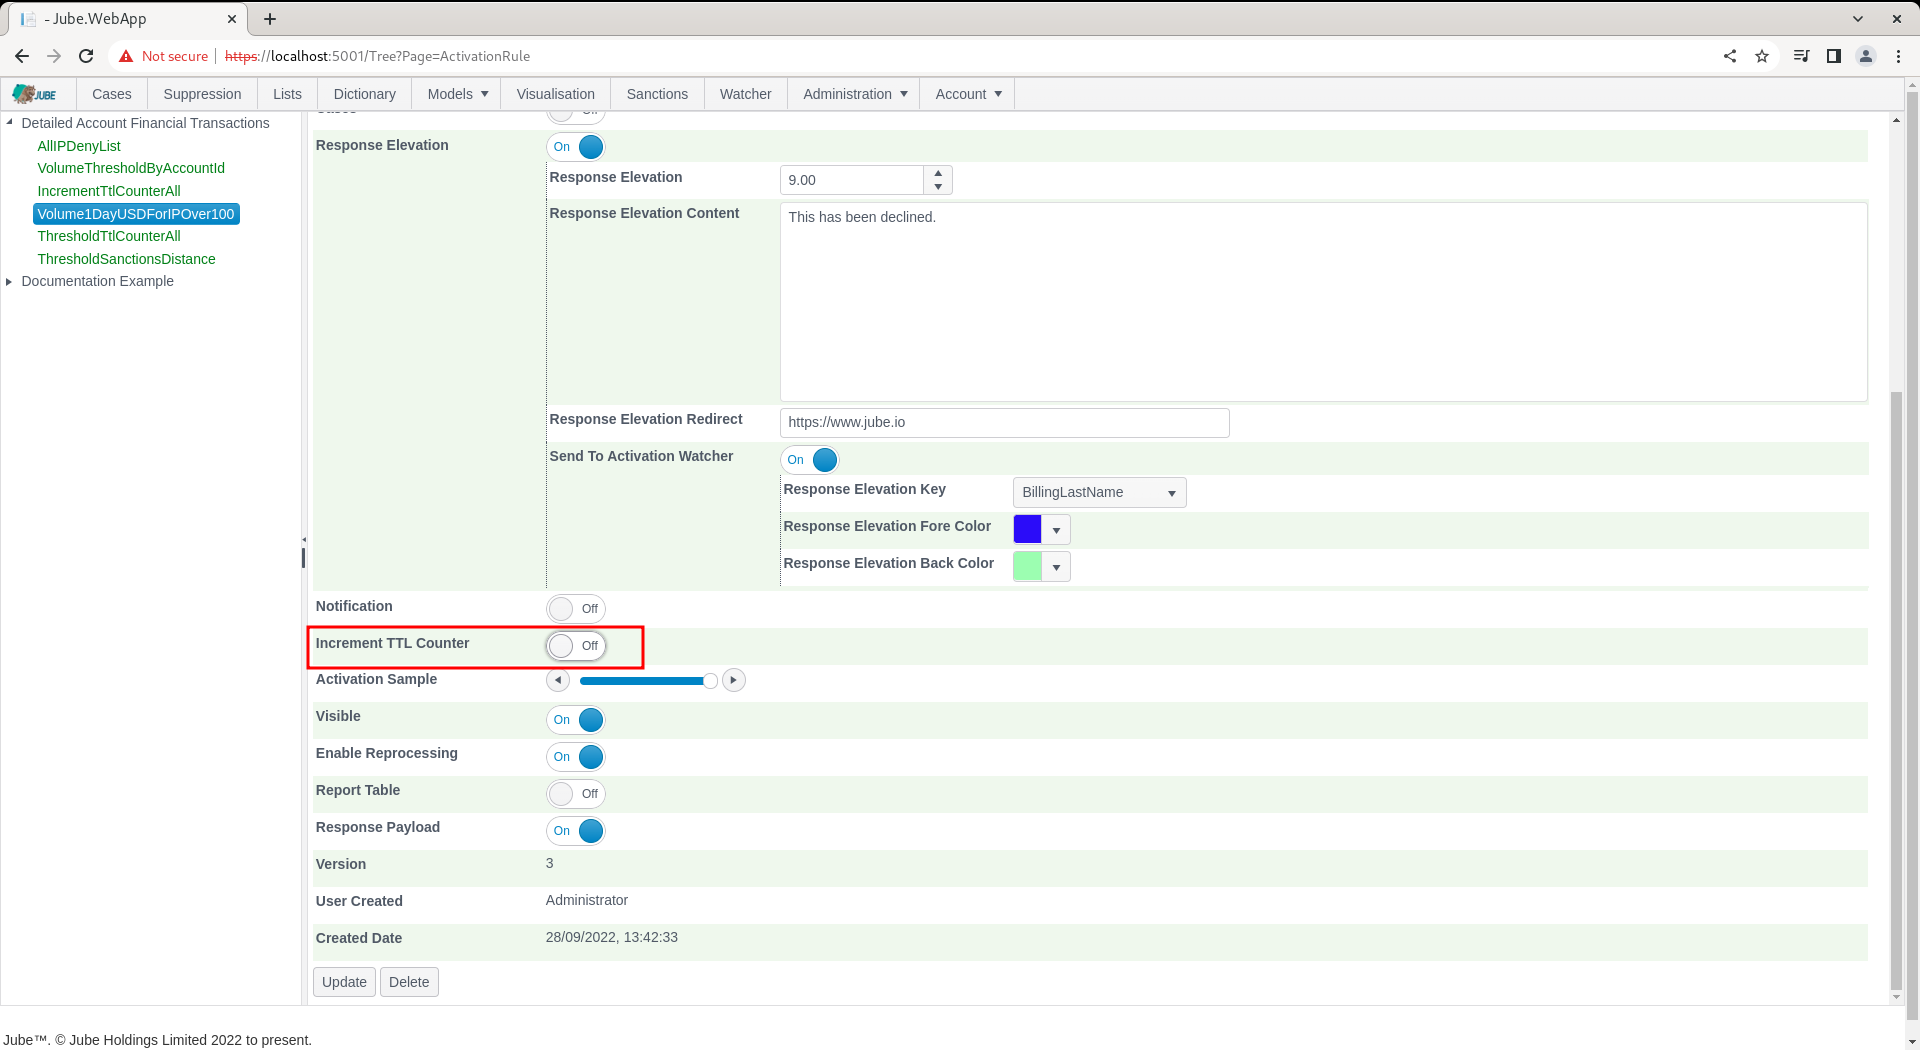 - Jube.WebApp
Not secure https://localhost:5001/Tree?Page=ActivationRule
JUBE Cases Suppression Lists Dictionary Models Visualisation Sanctions Watcher Administration Account
Detailed Account Financial Transactions
AllIPDenyList
VolumeThresholdByAccountId
IncrementTtlCounterAll
Volume1DayUSDForIPOver100
ThresholdTtlCounterAll
ThresholdSanctionsDistance
Documentation Example
Response Elevation On
Response Elevation 9.00
Response Elevation Content This has been declined.
Response Elevation Redirect https://www.jube.io
Send To Activation Watcher On
Response Elevation Key BillingLastName
Response Elevation Fore Color
Response Elevation Back Color
Notification Off
Increment TTL Counter Off
Activation Sample
Visible On
Enable Reprocessing On
Report Table Off
Response Payload On
Version 3
User Created Administrator
Created Date 28/09/2022, 13:42:33
Update Delete
Jube™. © Jube Holdings Limited 2022 to present.